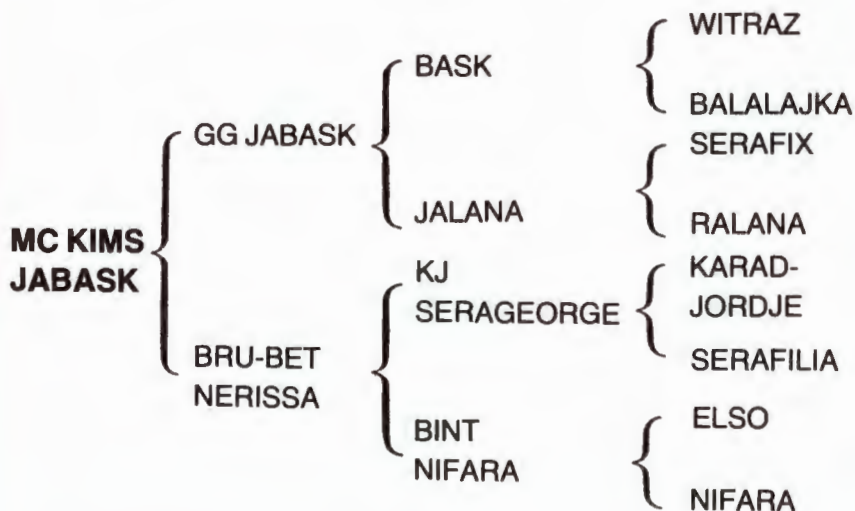 MC KIMS
JABASK
GG JABASK
BRU-BET
NERISSA
BASK
JALANA
KJ
SERAGEORGE
BINT
NIFARA
WITRAZ
BALALAJKA
SERAFIX
RALANA
KARAD-
JORDJE
SERAFILIA
ELSO
NIFARA